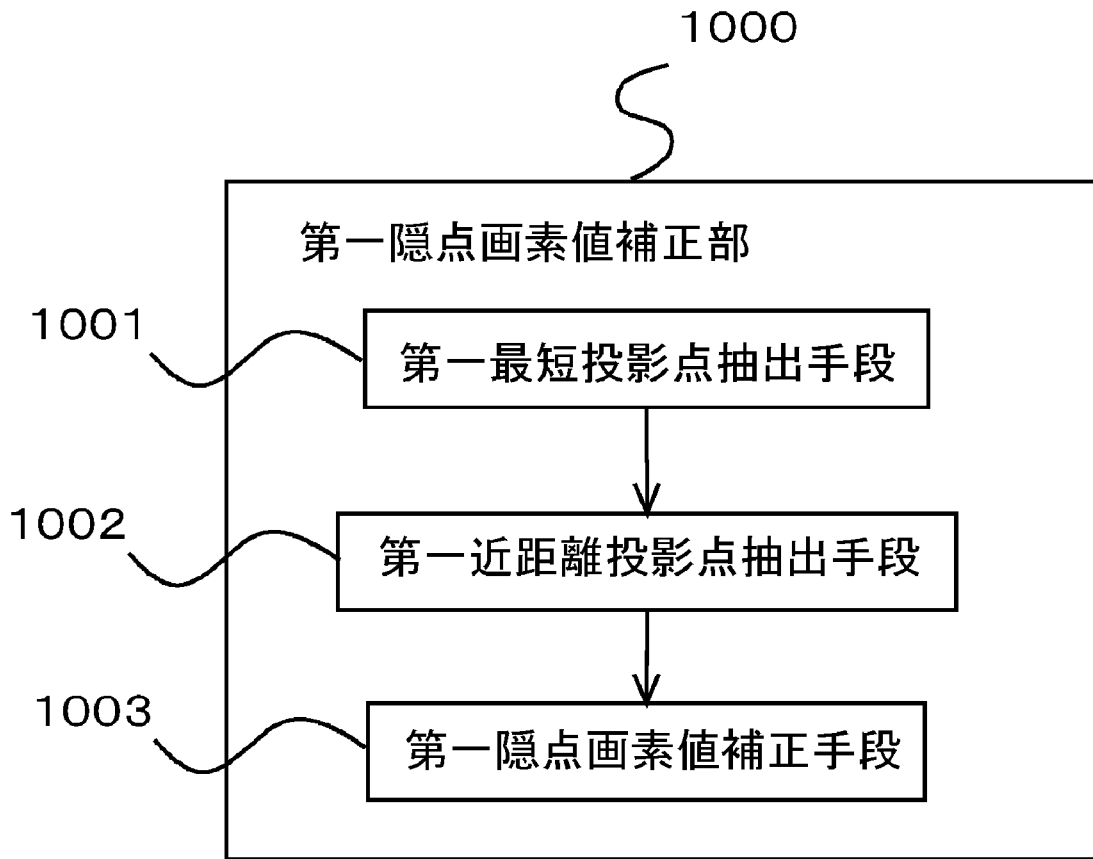 1000
第一隠点画素値補正部
1001
第一最短投影点抽出手段
1002
第一近距離投影点抽出手段
1003
第一隠点画素値補正手段